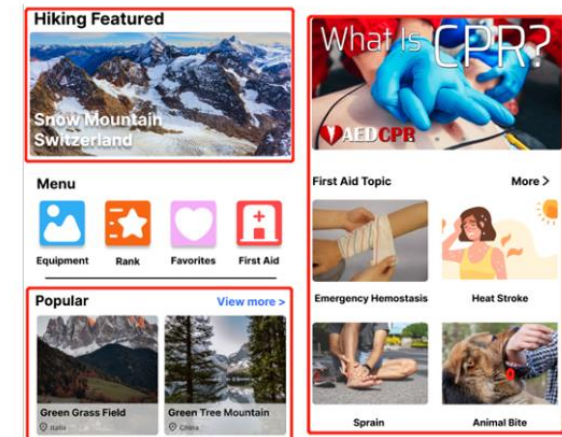 Hiking Featured
Snow Mountain
Switzerland
Menu
Equipment
Rank
Favorites
First Aid
Popular
View more >
Green Grass Field
Italia
Green Tree Mountain
China
What Is CPR?
AEDCPR
First Aid Topic
More >
Emergency Hemostasis
Heat Stroke
Sprain
Animal Bite